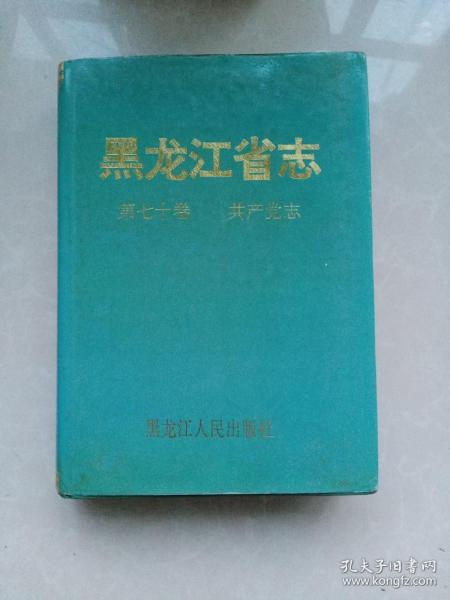 黑龙江省志
第七十卷 共产党志
黑龙江人民出版社
孔夫子旧书网
www.kongfz.com